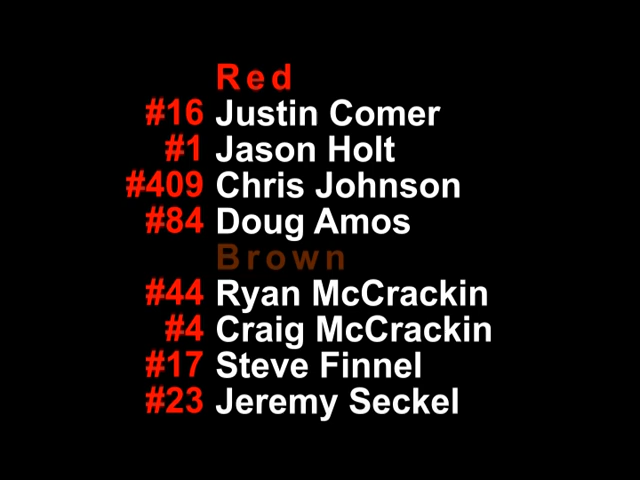 Red
#16 Justin Comer
#1 Jason Holt
#409 Chris Johnson
#84 Doug Amos
Brown
#44 Ryan McCrackin
#4 Craig McCrackin
#17 Steve Finnel
#23 Jeremy Seckel